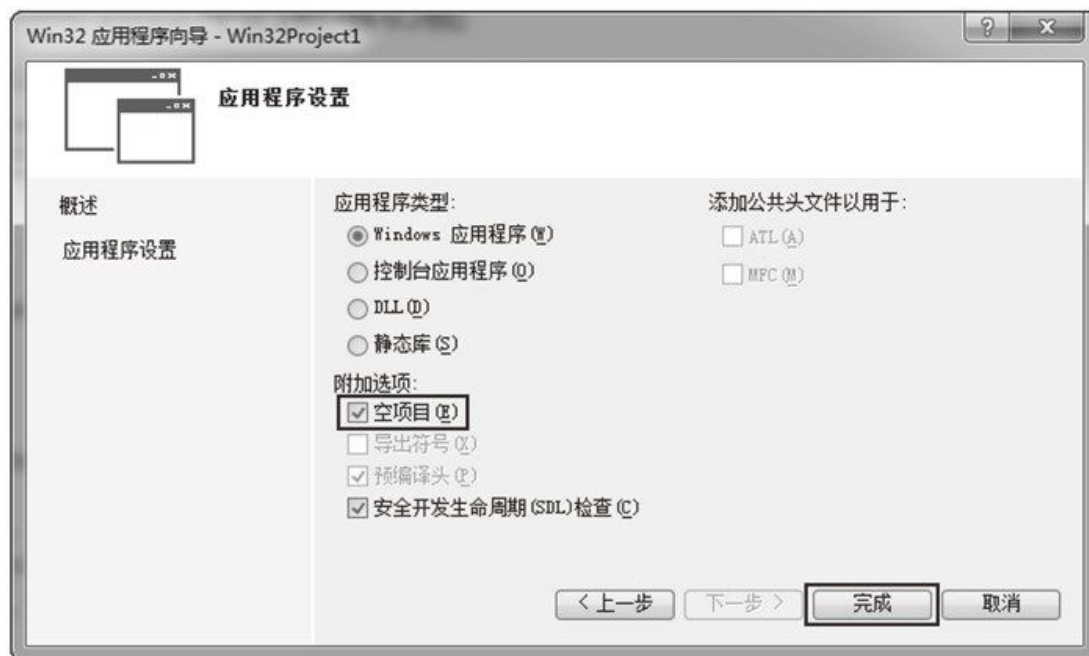 Win32 应用程序向导 - Win32Project1
应用程序设置
概述
应用程序设置
应用程序类型:
Windows 应用程序(W)
控制台应用程序(O)
DLL(D)
静态库(S)
附加选项:
空项目(E)
导出符号(X)
预编译头(P)
安全开发生命周期(SDL)检查(C)
添加公共头文件以用于:
ATL(A)
MFC(M)
< 上一步
下一步 >
完成
取消